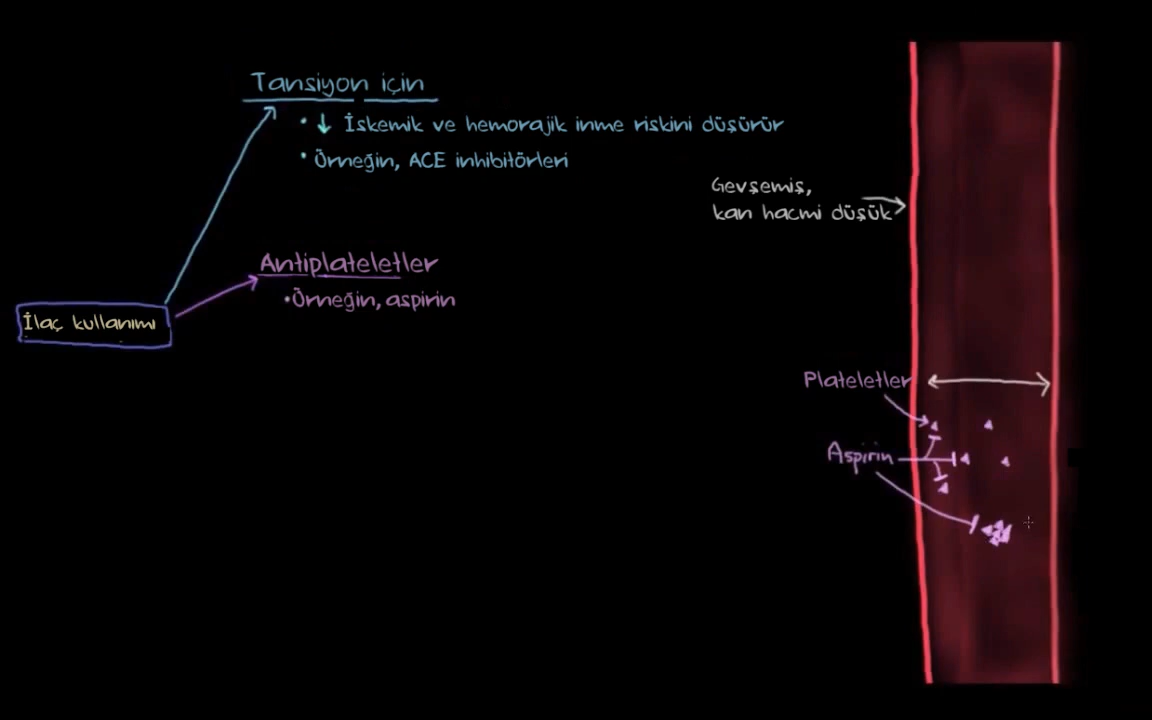 Tansiyon için
• ↓ İskemik ve hemorajik inme riskini düşürür
• Örneğin, ACE inhibitörleri
Gevşemiş,
kan hacmi düşük
Antiplateletler
• Örneğin, aspirin
İlaç kullanımı
Plateletler
Aspirin